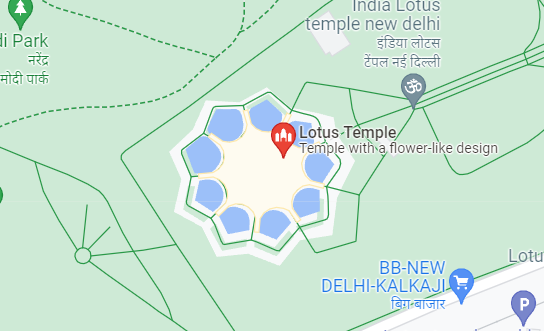 India Lotus
temple new delhi
इंडिया लोटस
टेंपल नई दिल्ली
Park
नरेंद्र
मोदी पार्क
Lotus Temple
Temple with a flower-like design
BB-NEW
DELHI-KALKAJI
बिग-बाजार
Lotu
P